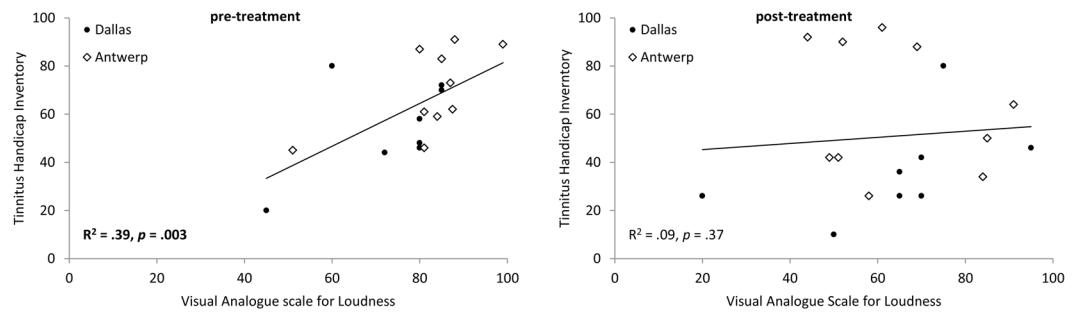 pre-treatment
Dallas
Antwerp
Tinnitus Handicap Inventory
100
80
60
40
20
0
R² = .39, p = .003
0 20 40 60 80 100
Visual Analogue scale for Loudness
post-treatment
Dallas
Antwerp
Tinnitus Handicap Inverntory
100
80
60
40
20
0
R² = .09, p = .37
0 20 40 60 80 100
Visual Analogue Scale for Loudness